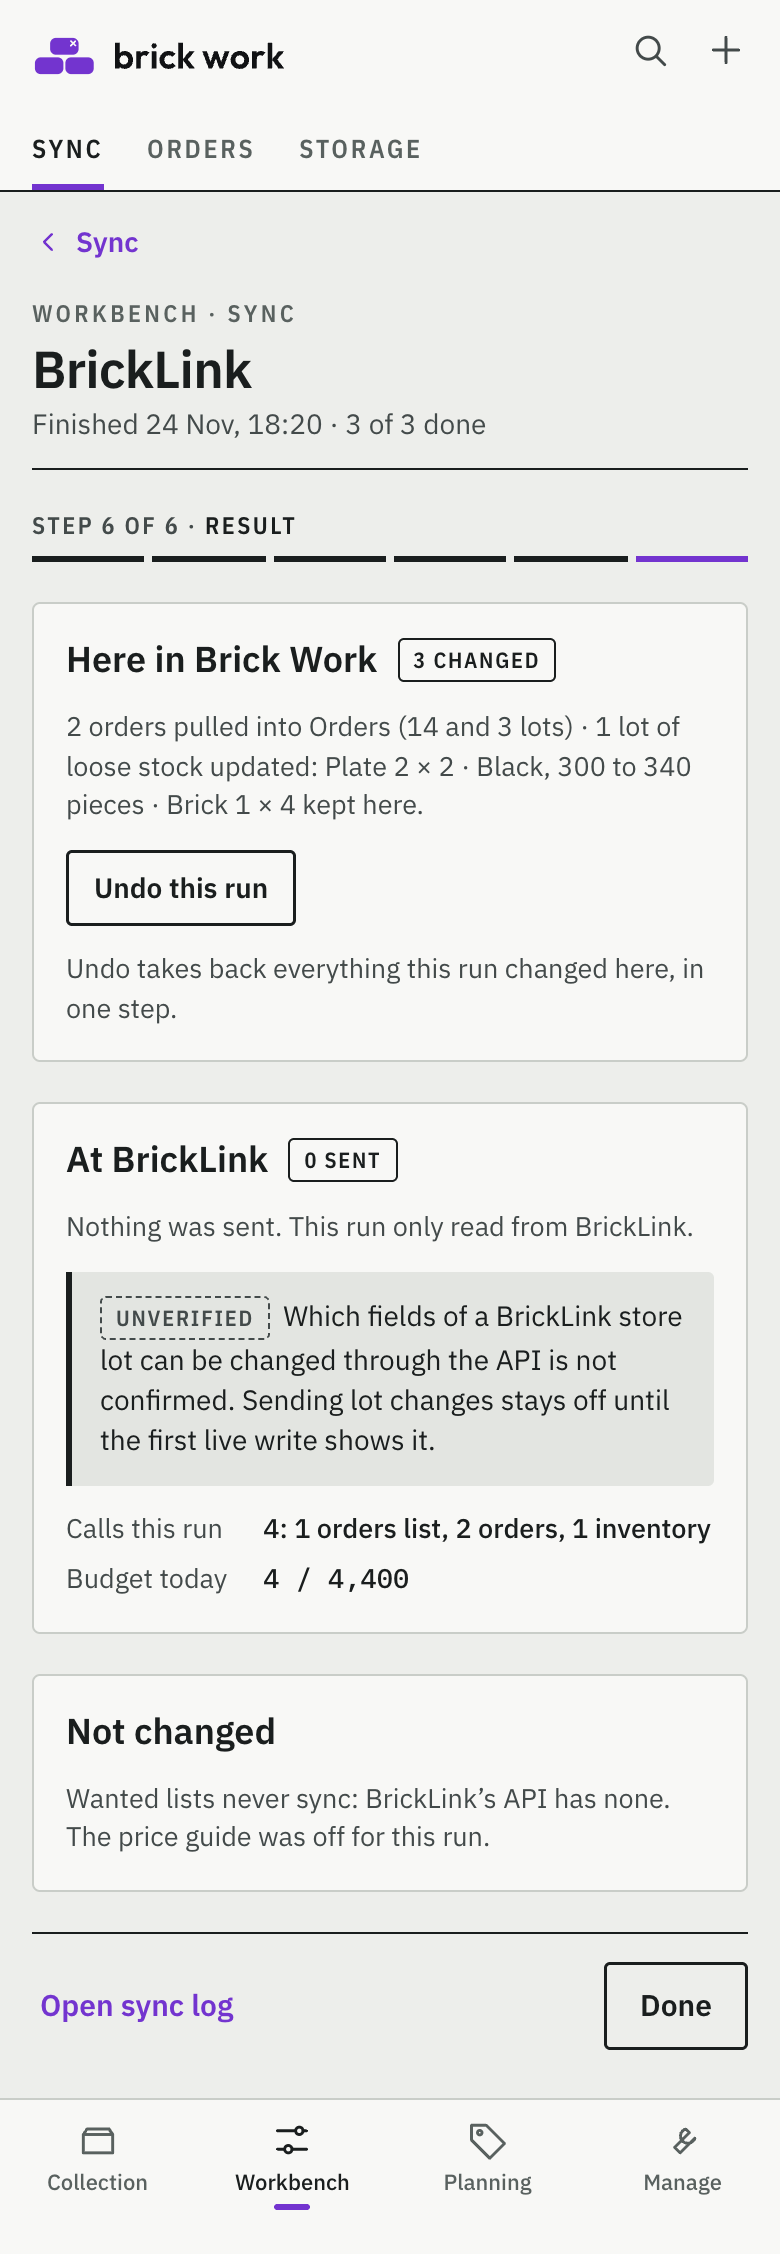 brick work
SYNC ORDERS STORAGE
Sync
WORKBENCH · SYNC
BrickLink
Finished 24 Nov, 18:20 · 3 of 3 done
STEP 6 OF 6 · RESULT
Here in Brick Work 3 CHANGED
2 orders pulled into Orders (14 and 3 lots) · 1 lot of
loose stock updated: Plate 2 × 2 · Black, 300 to 340
pieces · Brick 1 × 4 kept here.
Undo this run
Undo takes back everything this run changed here, in
one step.
At BrickLink 0 SENT
Nothing was sent. This run only read from BrickLink.
UNVERIFIED Which fields of a BrickLink store
lot can be changed through the API is not
confirmed. Sending lot changes stays off until
the first live write shows it.
Calls this run 4: 1 orders list, 2 orders, 1 inventory
Budget today 4 / 4,400
Not changed
Wanted lists never sync: BrickLink’s API has none.
The price guide was off for this run.
Open sync log Done
Collection Workbench Planning Manage